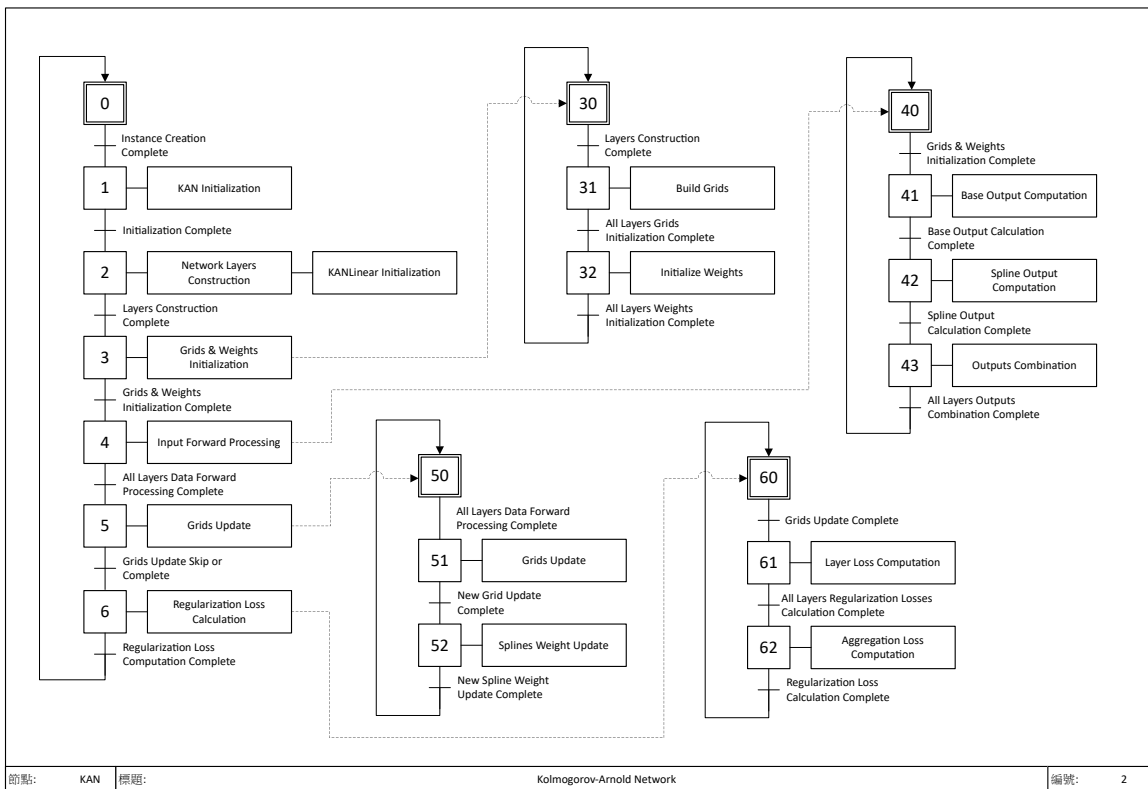 0
Instance Creation
Complete
1
KAN Initialization
Initialization Complete
2
Network Layers
Construction
KANLinear Initialization
Layers Construction
Complete
3
Grids & Weights
Initialization
Grids & Weights
Initialization Complete
4
Input Forward Processing
All Layers Data Forward
Processing Complete
5
Grids Update
Grids Update Skip or
Complete
6
Regularization Loss
Calculation
Regularization Loss
Computation Complete
30
Layers Construction
Complete
31
Build Grids
All Layers Grids
Initialization Complete
32
Initialize Weights
All Layers Weights
Initialization Complete
40
Grids & Weights
Initialization Complete
41
Base Output Computation
Base Output Calculation
Complete
42
Spline Output
Computation
Spline Output
Calculation Complete
43
Outputs Combination
All Layers Outputs
Combination Complete
50
All Layers Data Forward
Processing Complete
51
Grids Update
New Grid Update
Complete
52
Splines Weight Update
New Spline Weight
Update Complete
60
Grids Update Complete
61
Layer Loss Computation
All Layers Regularization Losses
Calculation Complete
62
Aggregation Loss
Computation
Regularization Loss
Calculation Complete
節點: KAN 標題: Kolmogorov-Arnold Network 編號: 2